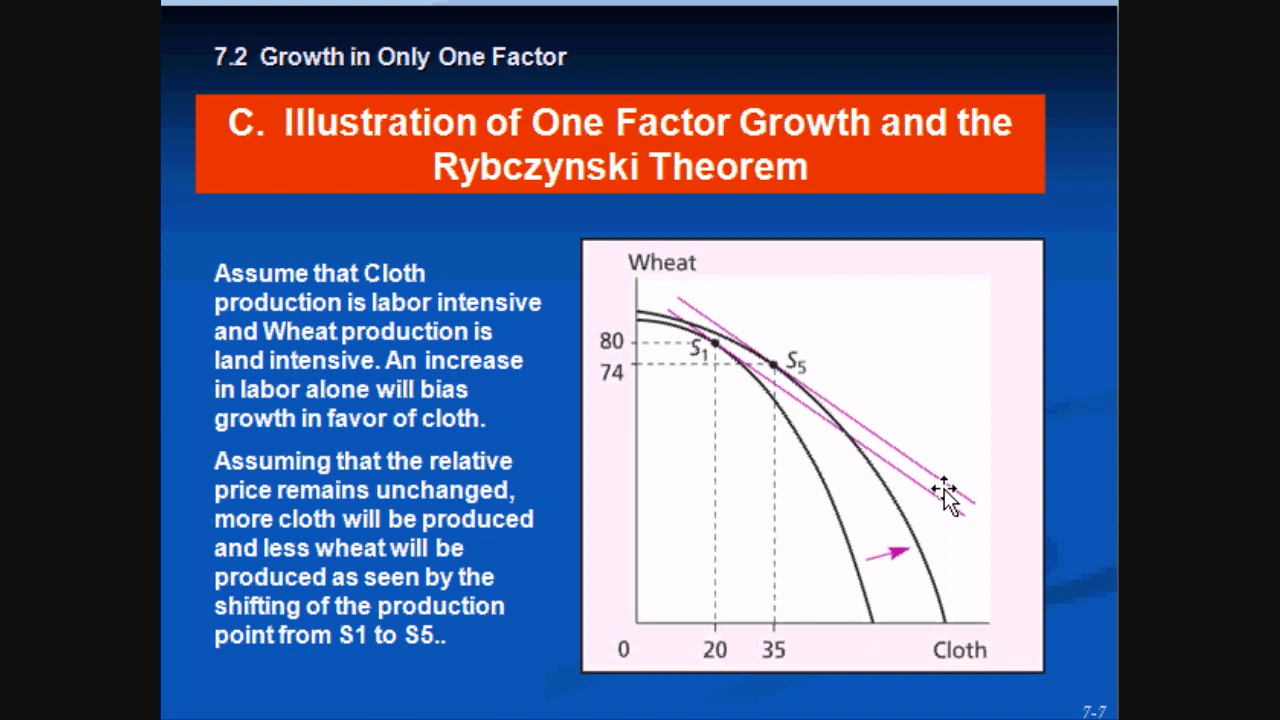 7.2 Growth in Only One Factor
C. Illustration of One Factor Growth and the
Rybczynski Theorem
Assume that Cloth
production is labor intensive
and Wheat production is
land intensive. An increase
in labor alone will bias
growth in favor of cloth.
Assuming that the relative
price remains unchanged,
more cloth will be produced
and less wheat will be
produced as seen by the
shifting of the production
point from S1 to S5..
Wheat
80
S1
S5
74
0
20
35
Cloth
7-7